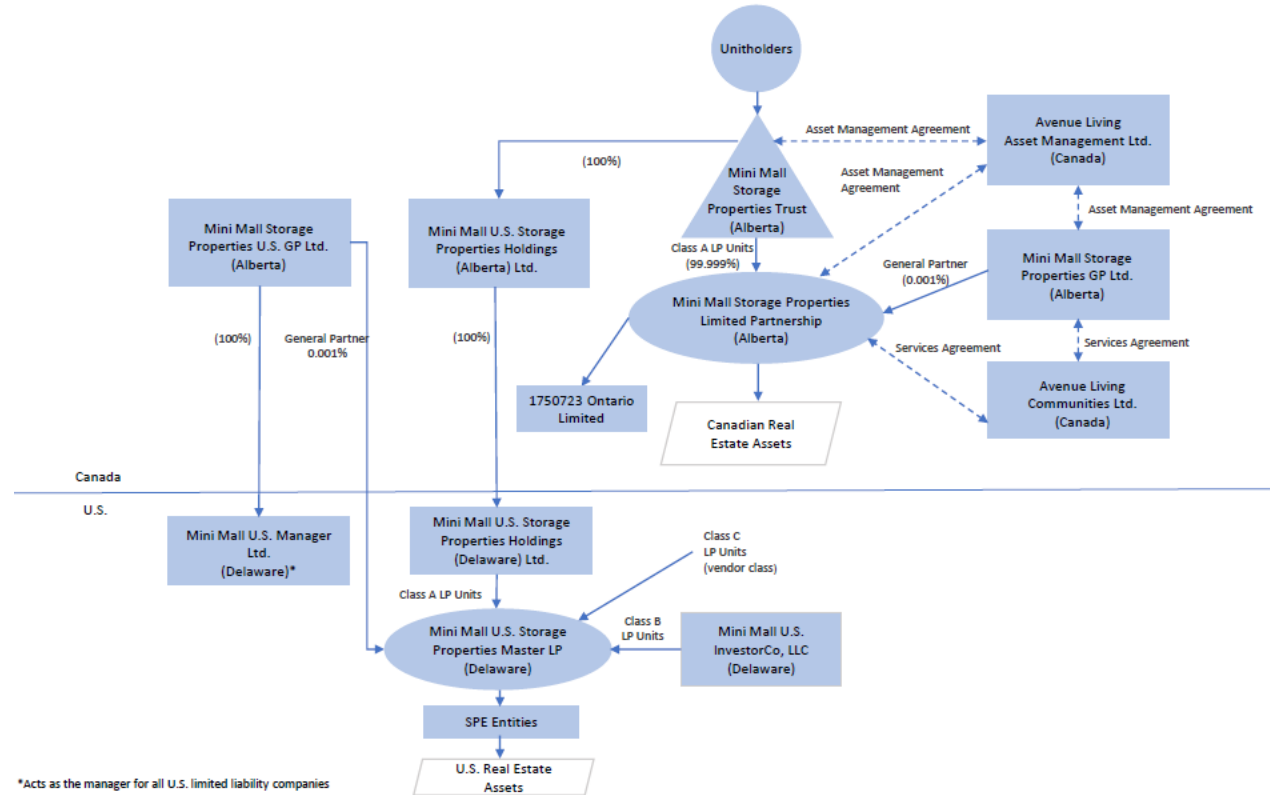 Unitholders
Asset Management Agreement
Avenue Living
Asset Management Ltd.
(Canada)
(100%)
Mini Mall
Storage
Properties Trust
(Alberta)
Asset Management
Agreement
Asset Management Agreement
Mini Mall Storage
Properties U.S. GP Ltd.
(Alberta)
Mini Mall U.S. Storage
Properties Holdings
(Alberta) Ltd.
Class A LP Units
(99.999%)
General Partner
(0.001%)
Mini Mall Storage
Properties GP Ltd.
(Alberta)
Mini Mall Storage Properties
Limited Partnership
(Alberta)
(100%)
General Partner
0.001%
(100%)
Services Agreement
Services Agreement
1750723 Ontario
Limited
Canadian Real
Estate Assets
Avenue Living
Communities Ltd.
(Canada)
Canada
U.S.
Mini Mall U.S. Manager
Ltd.
(Delaware)*
Mini Mall U.S. Storage
Properties Holdings
(Delaware) Ltd.
Class C
LP Units
(vendor class)
Class A LP Units
Mini Mall U.S. Storage
Properties Master LP
(Delaware)
Class B
LP Units
Mini Mall U.S.
InvestorCo, LLC
(Delaware)
SPE Entities
U.S. Real Estate
Assets
*Acts as the manager for all U.S. limited liability companies